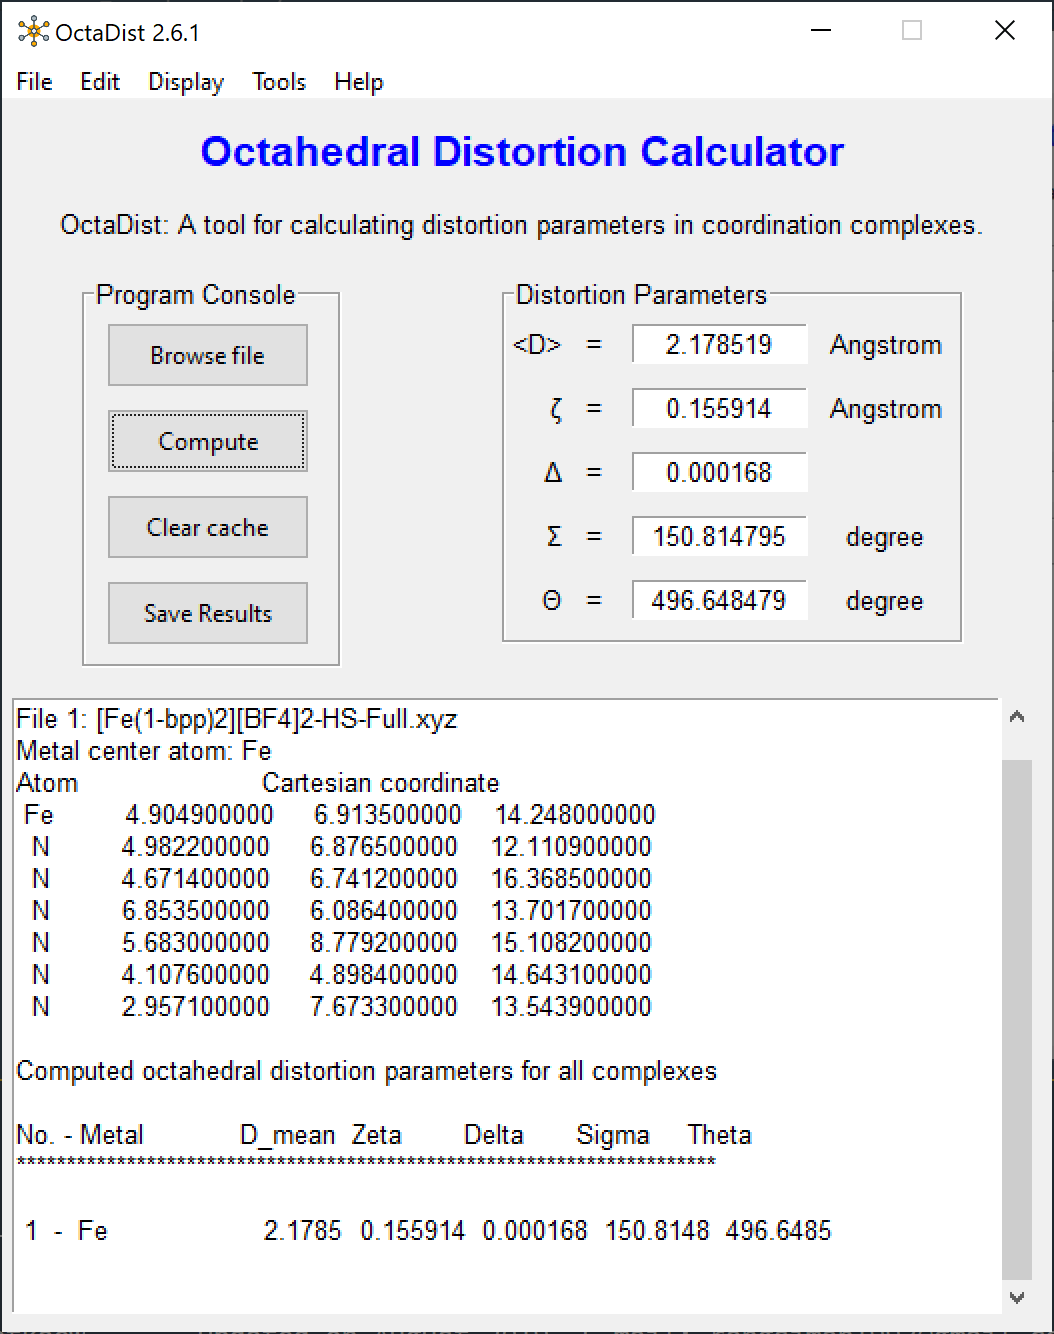 OctaDist 2.6.1
File Edit Display Tools Help
Octahedral Distortion Calculator
OctaDist: A tool for calculating distortion parameters in coordination complexes.
Program Console
Browse file
Compute
Clear cache
Save Results
Distortion Parameters
<D> = 2.178519 Angstrom
ζ = 0.155914 Angstrom
Δ = 0.000168
Σ = 150.814795 degree
Θ = 496.648479 degree
File 1: [Fe(1-bpp)2][BF4]2-HS-Full.xyz
Metal center atom: Fe
Atom Cartesian coordinate
Fe 4.904900000 6.913500000 14.248000000
N 4.982200000 6.876500000 12.110900000
N 4.671400000 6.741200000 16.368500000
N 6.853500000 6.086400000 13.701700000
N 5.683000000 8.779200000 15.108200000
N 4.107600000 4.898400000 14.643100000
N 2.957100000 7.673300000 13.543900000
Computed octahedral distortion parameters for all complexes
No. - Metal D_mean Zeta Delta Sigma Theta
**********************************************************************
1 - Fe 2.1785 0.155914 0.000168 150.8148 496.6485